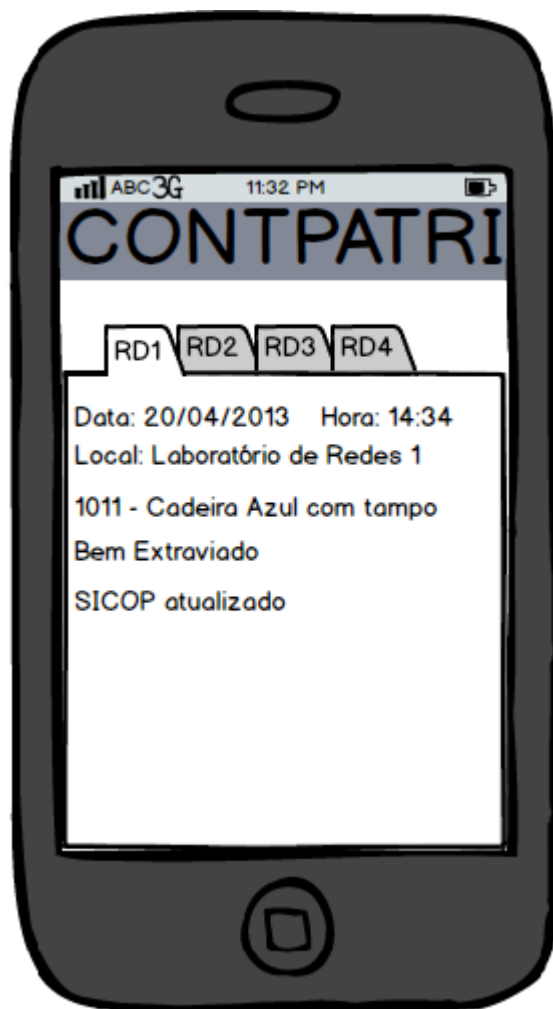 ABC 3G 11:32 PM
CONTPATRI
RD1 RD2 RD3 RD4
Data: 20/04/2013 Hora: 14:34
Local: Laboratório de Redes 1
1011 - Cadeira Azul com tampo
Bem Extraviado
SICOP atualizado